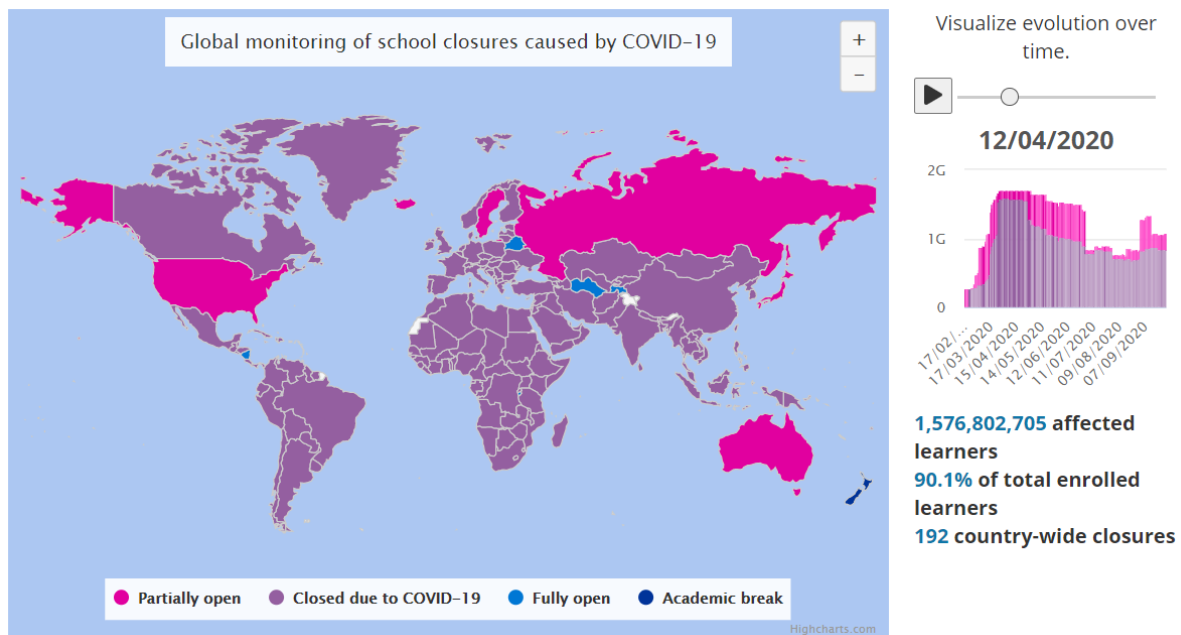 Global monitoring of school closures caused by COVID-19
+
−
Partially open
Closed due to COVID-19
Fully open
Academic break
Highcharts.com
Visualize evolution over
time.
12/04/2020
2G
1G
0
17/02/…
17/03/2020
15/04/2020
14/05/2020
12/06/2020
11/07/2020
09/08/2020
07/09/2020
1,576,802,705 affected
learners
90.1% of total enrolled
learners
192 country-wide closures